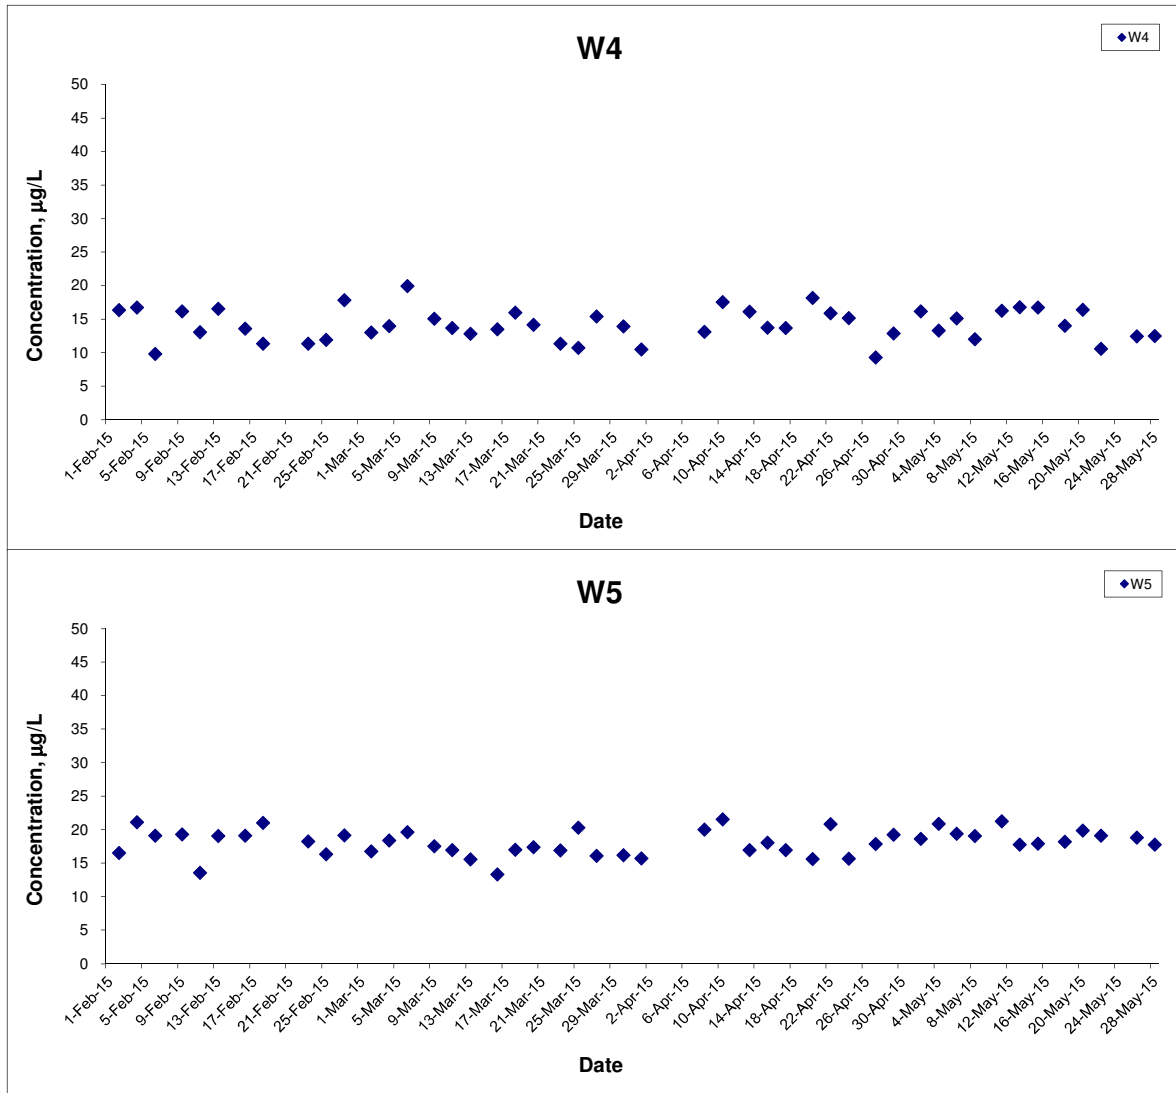 W4
W4
50
45
40
35
30
25
20
15
10
5
0
Concentration, µg/L
1-Feb-15
5-Feb-15
9-Feb-15
13-Feb-15
17-Feb-15
21-Feb-15
25-Feb-15
1-Mar-15
5-Mar-15
9-Mar-15
13-Mar-15
17-Mar-15
21-Mar-15
25-Mar-15
29-Mar-15
2-Apr-15
6-Apr-15
10-Apr-15
14-Apr-15
18-Apr-15
22-Apr-15
26-Apr-15
30-Apr-15
4-May-15
8-May-15
12-May-15
16-May-15
20-May-15
24-May-15
28-May-15
Date
W5
W5
50
45
40
35
30
25
20
15
10
5
0
Concentration, µg/L
1-Feb-15
5-Feb-15
9-Feb-15
13-Feb-15
17-Feb-15
21-Feb-15
25-Feb-15
1-Mar-15
5-Mar-15
9-Mar-15
13-Mar-15
17-Mar-15
21-Mar-15
25-Mar-15
29-Mar-15
2-Apr-15
6-Apr-15
10-Apr-15
14-Apr-15
18-Apr-15
22-Apr-15
26-Apr-15
30-Apr-15
4-May-15
8-May-15
12-May-15
16-May-15
20-May-15
24-May-15
28-May-15
Date